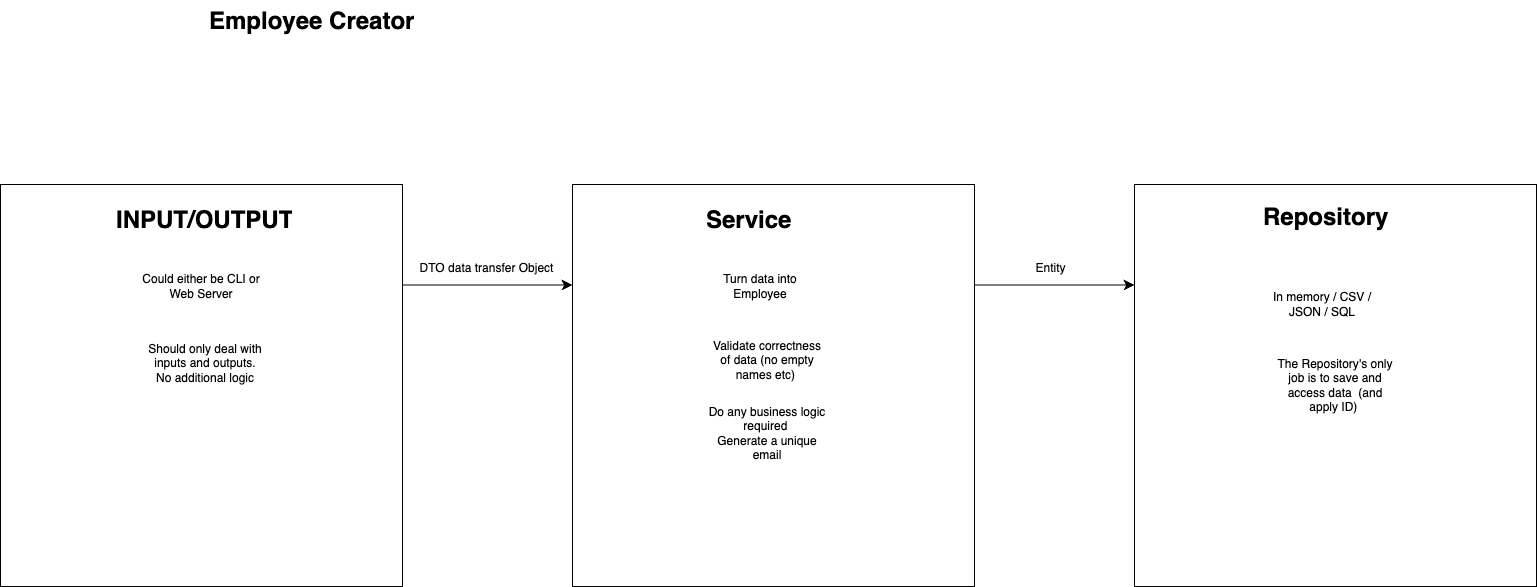 Employee Creator
INPUT/OUTPUT
Could either be CLI or
Web Server
Should only deal with
inputs and outputs.
No additional logic
DTO data transfer Object
Service
Turn data into
Employee
Validate correctness
of data (no empty
names etc)
Do any business logic
required
Generate a unique
email
Entity
Repository
In memory / CSV /
JSON / SQL
The Repository's only
job is to save and
access data (and
apply ID)